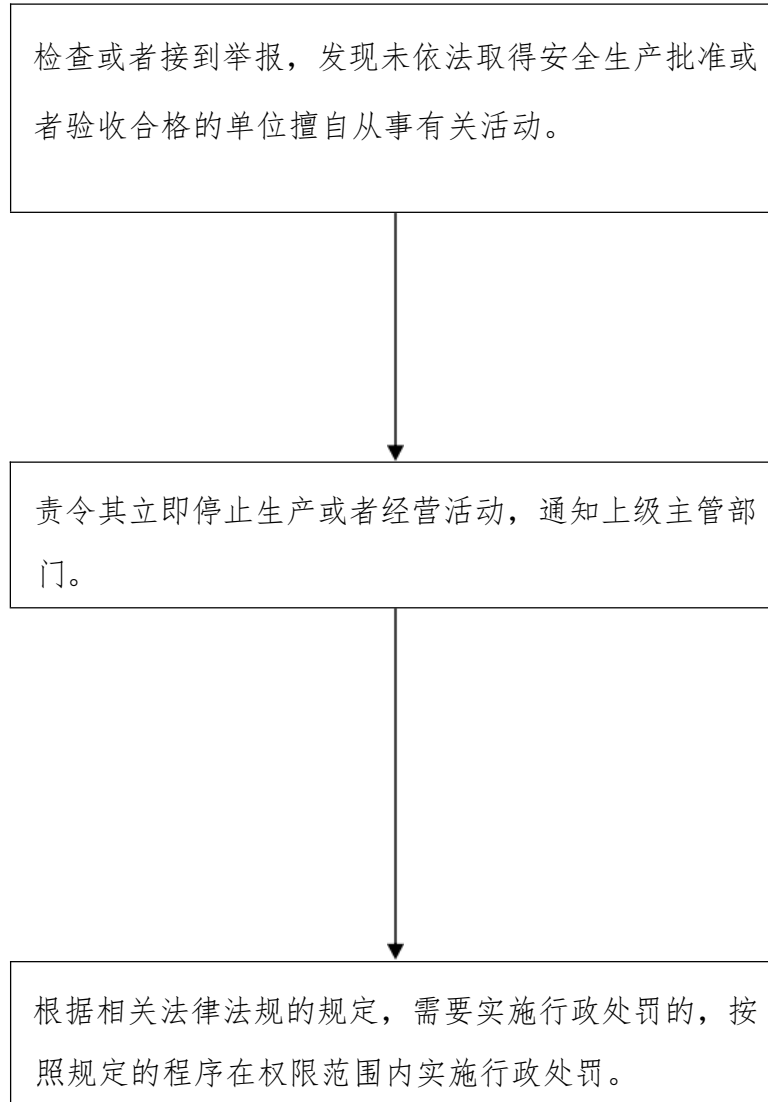 检查或者接到举报，发现未依法取得安全生产批准或
者验收合格的单位擅自从事有关活动。
责令其立即停止生产或者经营活动，通知上级主管部
门。
根据相关法律法规的规定，需要实施行政处罚的，按
照规定的程序在权限范围内实施行政处罚。